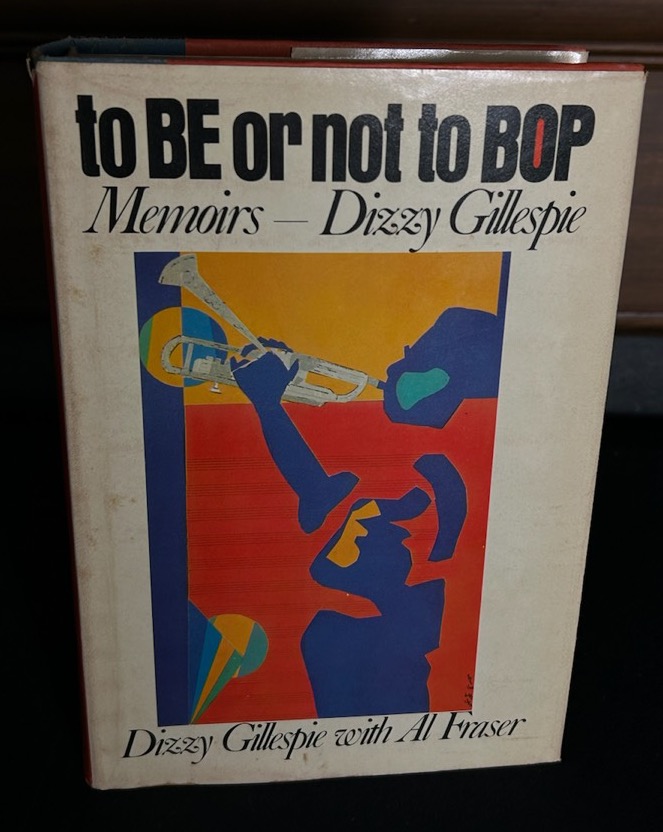 to BE or not to BOP
Memoirs — Dizzy Gillespie
Dizzy Gillespie with Al Fraser